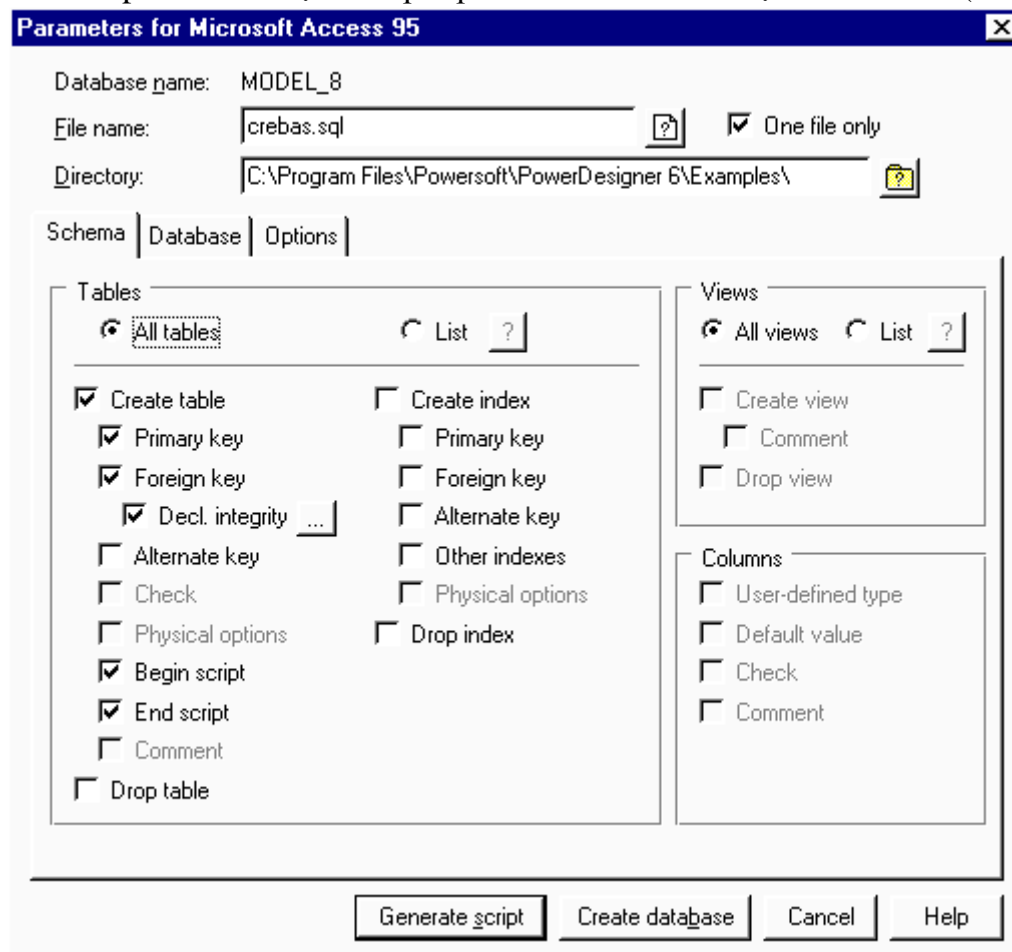 Parameters for Microsoft Access 95
Database name: MODEL_8
File name: crebas.sql ? One file only
Directory: C:\Program Files\Powersoft\PowerDesigner 6\Examples\ ?
Schema Database Options
Tables
All tables List ?
Create table
Primary key
Foreign key
Decl. integrity ...
Alternate key
Check
Physical options
Begin script
End script
Comment
Drop table
Create index
Primary key
Foreign key
Alternate key
Other indexes
Physical options
Drop index
Views
All views List ?
Create view
Comment
Drop view
Columns
User-defined type
Default value
Check
Comment
Generate script Create database Cancel Help